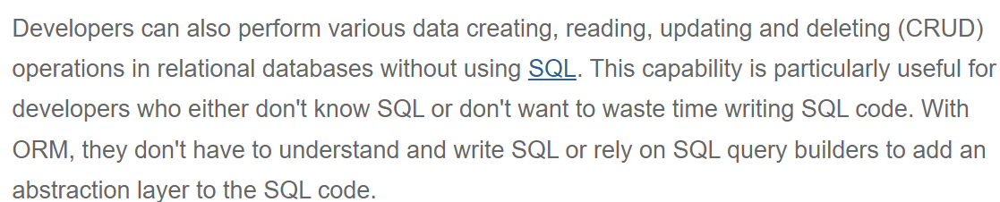 Developers can also perform various data creating, reading, updating and deleting (CRUD)
operations in relational databases without using SQL. This capability is particularly useful for
developers who either don't know SQL or don't want to waste time writing SQL code. With
ORM, they don't have to understand and write SQL or rely on SQL query builders to add an
abstraction layer to the SQL code.